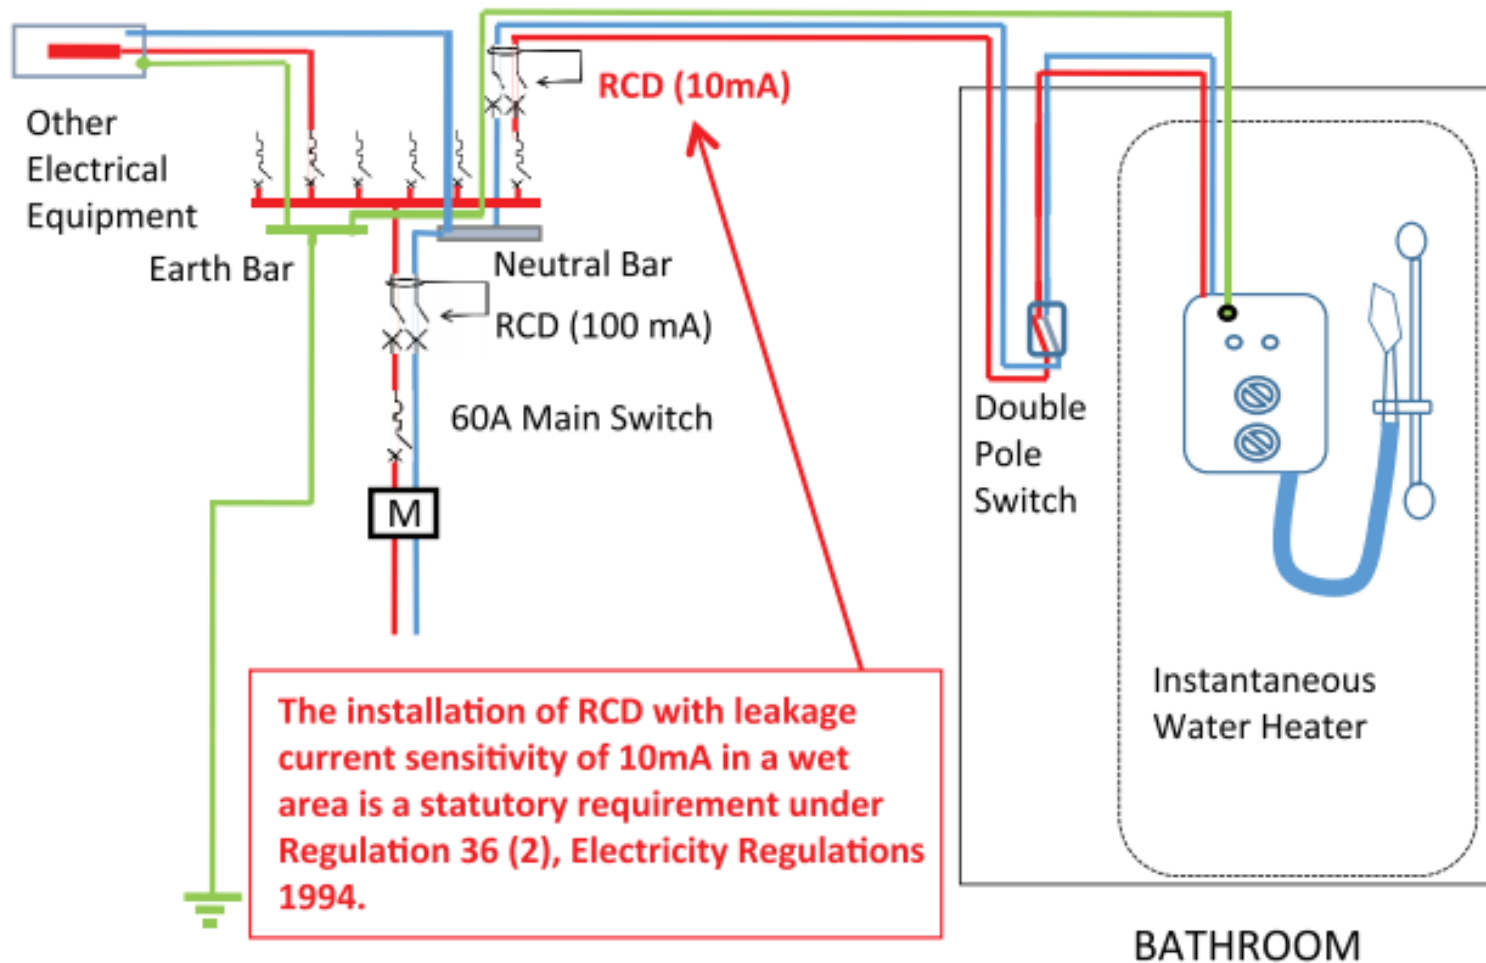 Other
Electrical
Equipment
Earth Bar
Neutral Bar
RCD (10mA)
RCD (100 mA)
60A Main Switch
M
Double
Pole
Switch
Instantaneous
Water Heater
The installation of RCD with leakage
current sensitivity of 10mA in a wet
area is a statutory requirement under
Regulation 36 (2), Electricity Regulations
1994.
BATHROOM